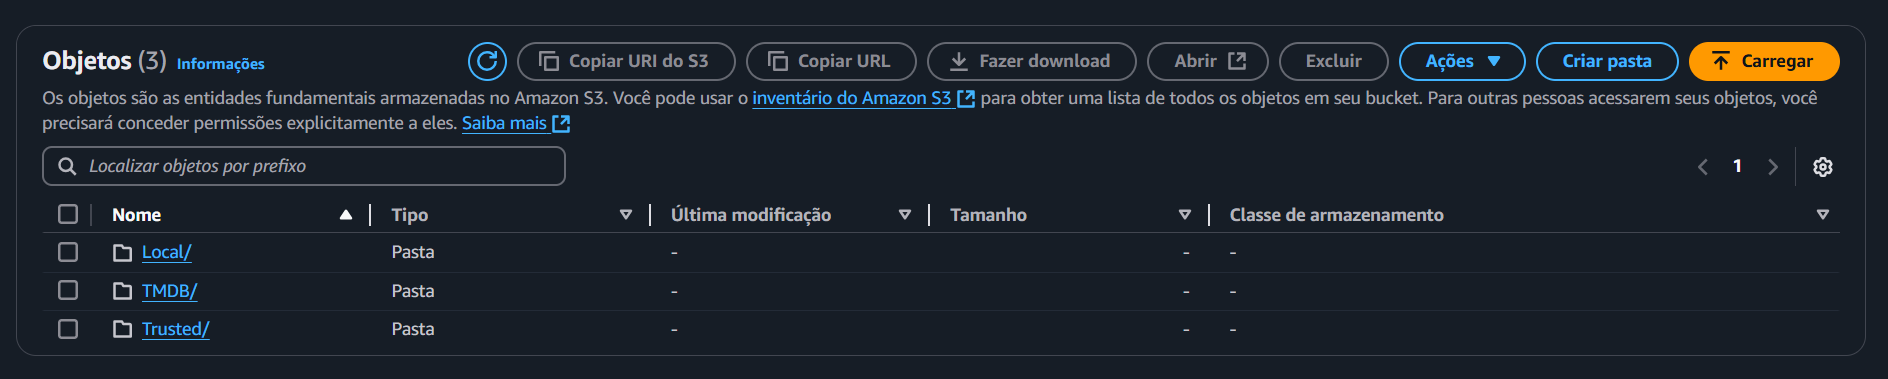 Objetos (3) Informações
Copiar URI do S3
Copiar URL
Fazer download
Abrir
Excluir
Ações
Criar pasta
Carregar
Os objetos são as entidades fundamentais armazenadas no Amazon S3. Você pode usar o inventário do Amazon S3 para obter uma lista de todos os objetos em seu bucket. Para outras pessoas acessarem seus objetos, você
precisará conceder permissões explicitamente a eles. Saiba mais
Localizar objetos por prefixo
1
Nome Tipo Última modificação Tamanho Classe de armazenamento
Local/ Pasta - - -
TMDB/ Pasta - - -
Trusted/ Pasta - - -